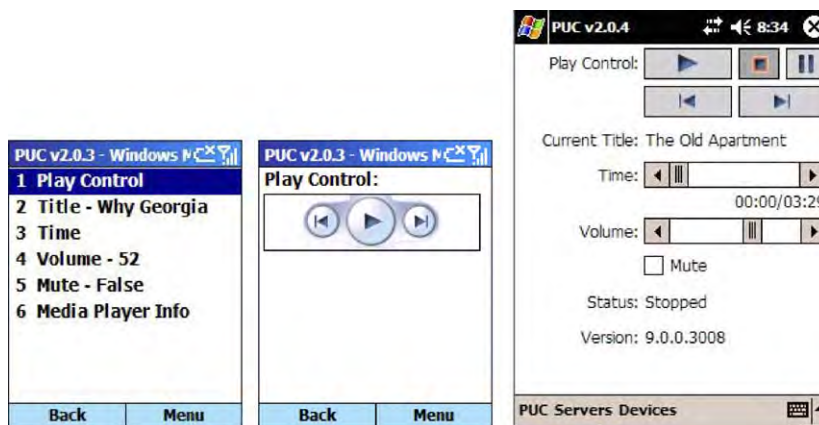 PUC v2.0.3 - Windows M
1 Play Control
2 Title - Why Georgia
3 Time
4 Volume - 52
5 Mute - False
6 Media Player Info
Back Menu
PUC v2.0.3 - Windows M
Play Control:
Back Menu
PUC v2.0.4 8:34
Play Control:
Current Title: The Old Apartment
Time:
00:00/03:29
Volume:
Mute
Status: Stopped
Version: 9.0.0.3008
PUC Servers Devices